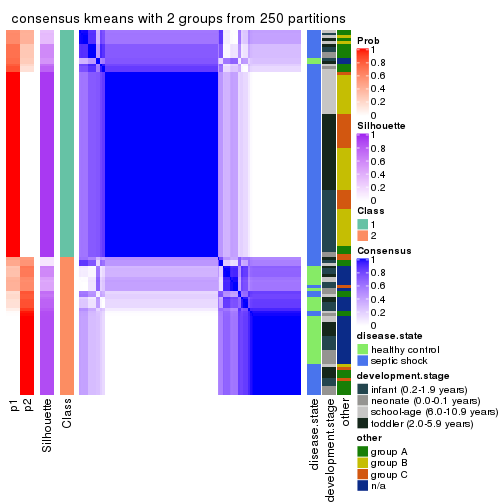 consensus kmeans with 2 groups from 250 partitions
Prob
1
0.8
0.6
0.4
0.2
0
Silhouette
1
0.8
0.6
0.4
0.2
0
Class
1
2
Consensus
1
0.8
0.6
0.4
0.2
0
disease.state
healthy control
septic shock
development.stage
infant (0.2-1.9 years)
neonate (0.0-0.1 years)
school-age (6.0-10.9 years)
toddler (2.0-5.9 years)
other
group A
group B
group C
n/a
p1
p2
Silhouette
Class
disease.state
development.stage
other